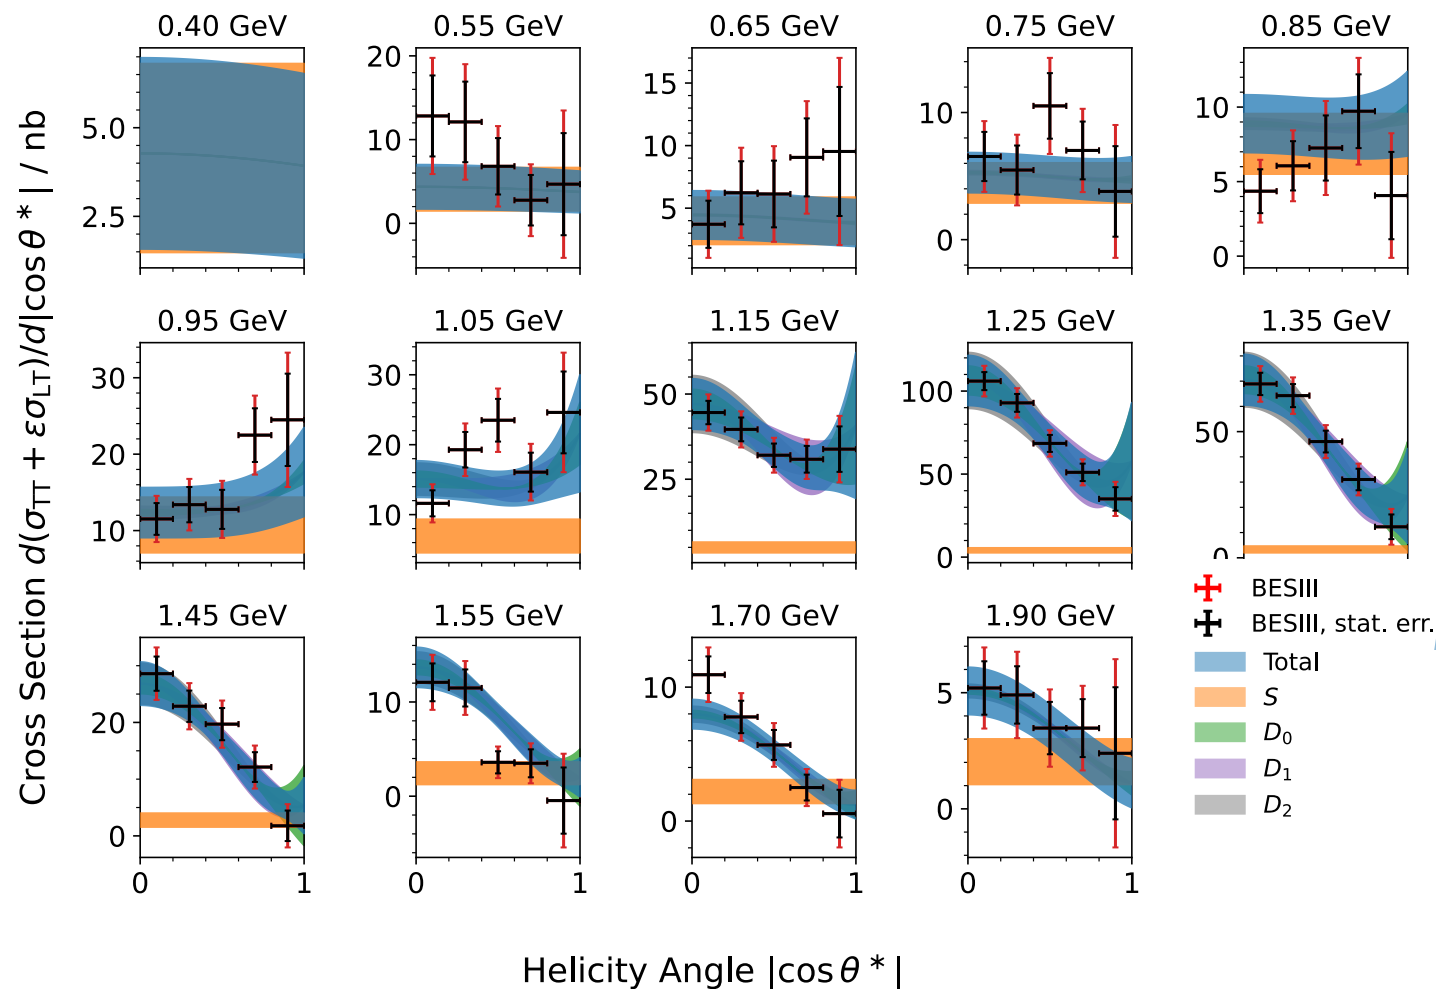 0.40 GeV 0.55 GeV 0.65 GeV 0.75 GeV 0.85 GeV
5.0
2.5
20
10
0
15
10
5
10
0
10
5
0
0.95 GeV 1.05 GeV 1.15 GeV 1.25 GeV 1.35 GeV
30
20
10
30
20
10
50
25
100
50
0
50
0
1.45 GeV 1.55 GeV 1.70 GeV 1.90 GeV
20
0
10
0
10
0
5
0
0 1 0 1 0 1 0 1
BESIII
BESIII, stat. err.
Total
S
D₀
D₁
D₂
Cross Section d(σ_TT + εσ_LT)/d|cos θ *| / nb
Helicity Angle |cos θ *|